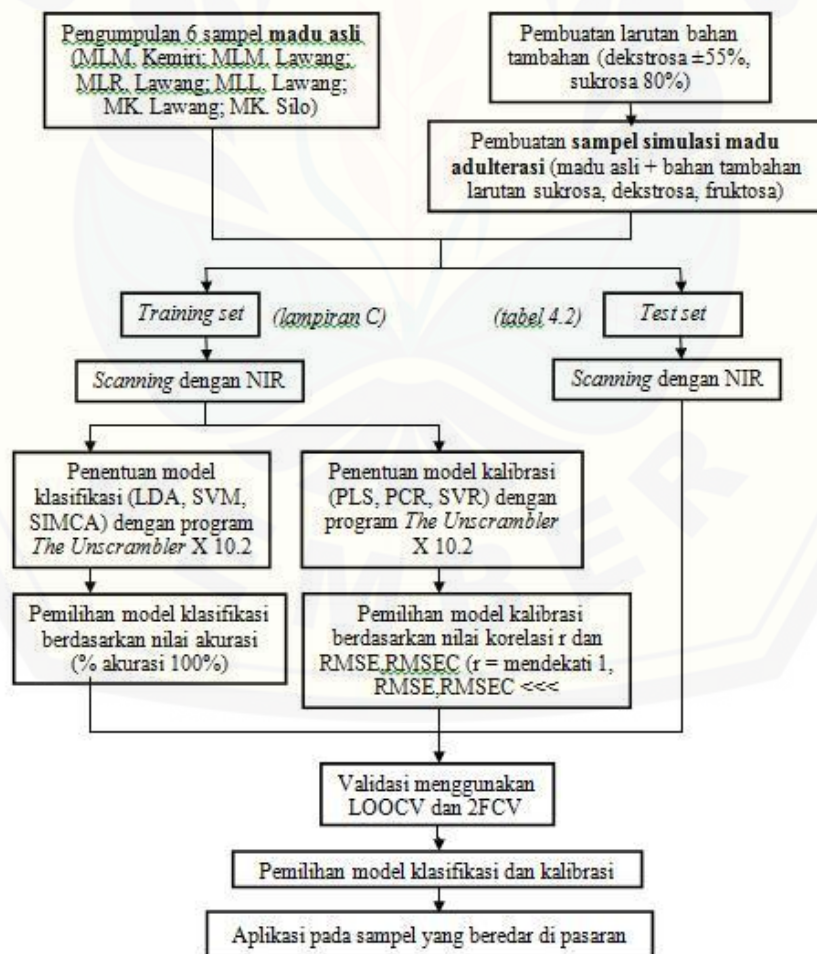 Pengumpulan 6 sampel madu asli
(MLM. Kemiri; MLM. Lawang;
MLR. Lawang; MLL. Lawang;
MK. Lawang; MK. Silo)
Pembuatan larutan bahan
tambahan (dekstrosa ±55%,
sukrosa 80%)
Pembuatan sampel simulasi madu
adulterasi (madu asli + bahan tambahan
larutan sukrosa, dekstrosa, fruktosa)
Training set
(lampiran C)
(tabel 4.2)
Test set
Scanning dengan NIR
Scanning dengan NIR
Penentuan model
klasifikasi (LDA, SVM,
SIMCA) dengan program
The Unscrambler X 10.2
Penentuan model kalibrasi
(PLS, PCR, SVR) dengan
program The Unscrambler
X 10.2
Pemilihan model klasifikasi
berdasarkan nilai akurasi
(% akurasi 100%)
Pemilihan model kalibrasi
berdasarkan nilai korelasi r dan
RMSE,RMSEC (r = mendekati 1,
RMSE,RMSEC <<<
Validasi menggunakan
LOOCV dan 2FCV
Pemilihan model klasifikasi dan kalibrasi
Aplikasi pada sampel yang beredar di pasaran